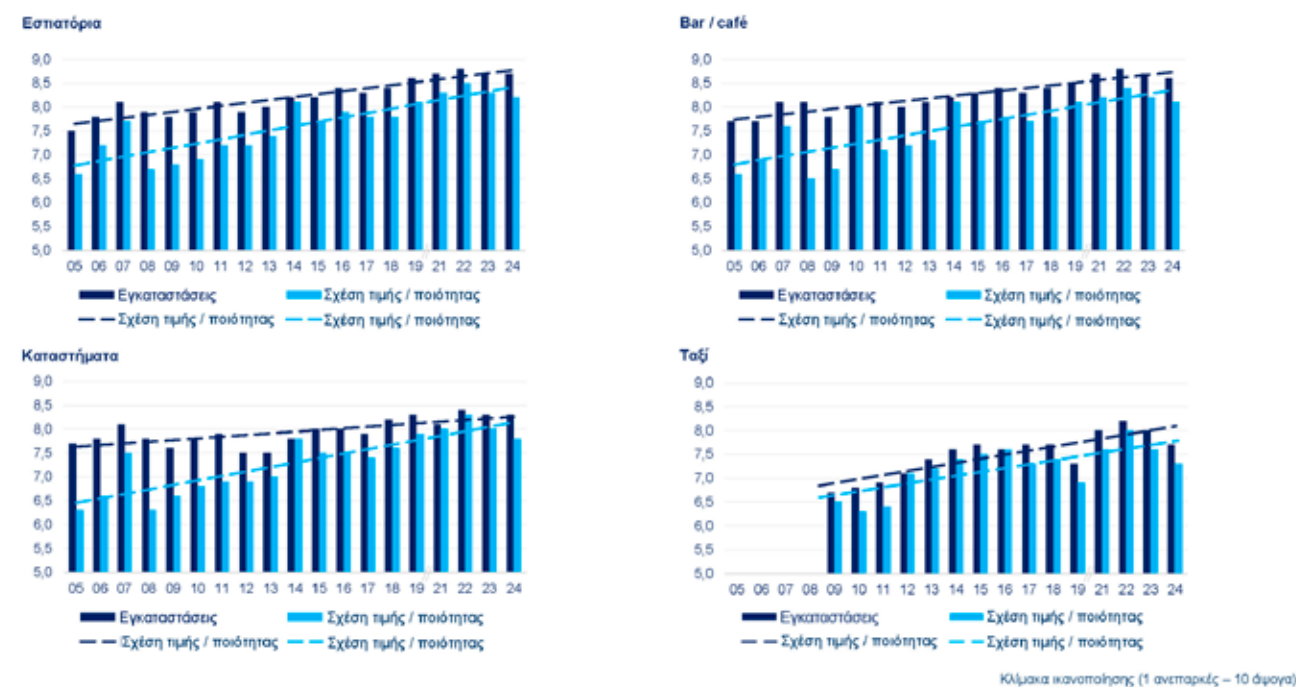 Εστιατόρια
9,0
8,5
8,0
7,5
7,0
6,5
6,0
5,5
5,0
05 06 07 08 09 10 11 12 13 14 15 16 17 18 19 21 22 23 24
Εγκαταστάσεις Σχέση τιμής / ποιότητας
Σχέση τιμής / ποιότητας Σχέση τιμής / ποιότητας
Bar / café
9,0
8,5
8,0
7,5
7,0
6,5
6,0
5,5
5,0
05 06 07 08 09 10 11 12 13 14 15 16 17 18 19 21 22 23 24
Εγκαταστάσεις Σχέση τιμής / ποιότητας
Σχέση τιμής / ποιότητας Σχέση τιμής / ποιότητας
Καταστήματα
9,0
8,5
8,0
7,5
7,0
6,5
6,0
5,5
5,0
05 06 07 08 09 10 11 12 13 14 15 16 17 18 19 21 22 23 24
Εγκαταστάσεις Σχέση τιμής / ποιότητας
Σχέση τιμής / ποιότητας Σχέση τιμής / ποιότητας
Ταξί
9,0
8,5
8,0
7,5
7,0
6,5
6,0
5,5
5,0
05 06 07 08 09 10 11 12 13 14 15 16 17 18 19 21 22 23 24
Εγκαταστάσεις Σχέση τιμής / ποιότητας
Σχέση τιμής / ποιότητας Σχέση τιμής / ποιότητας
Κλίμακα ικανοποίησης (1 ανεπαρκές – 10 άψογα)